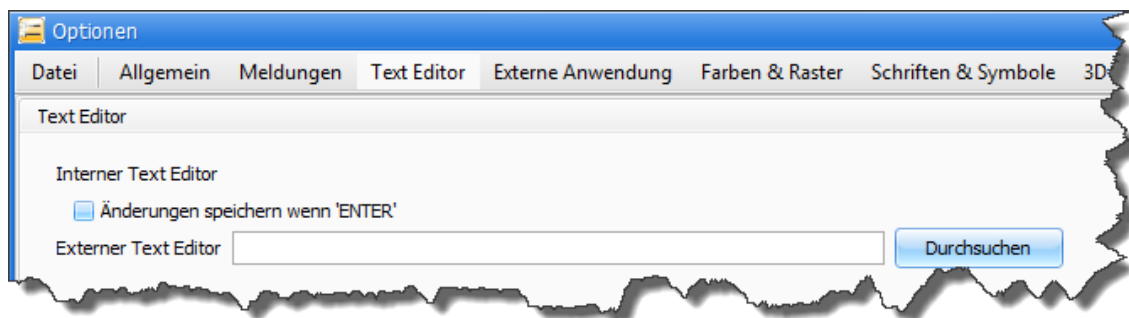 Optionen
Datei Allgemein Meldungen Text Editor Externe Anwendung Farben & Raster Schriften & Symbole 3D
Text Editor
Interner Text Editor
Änderungen speichern wenn 'ENTER'
Externer Text Editor Durchsuchen